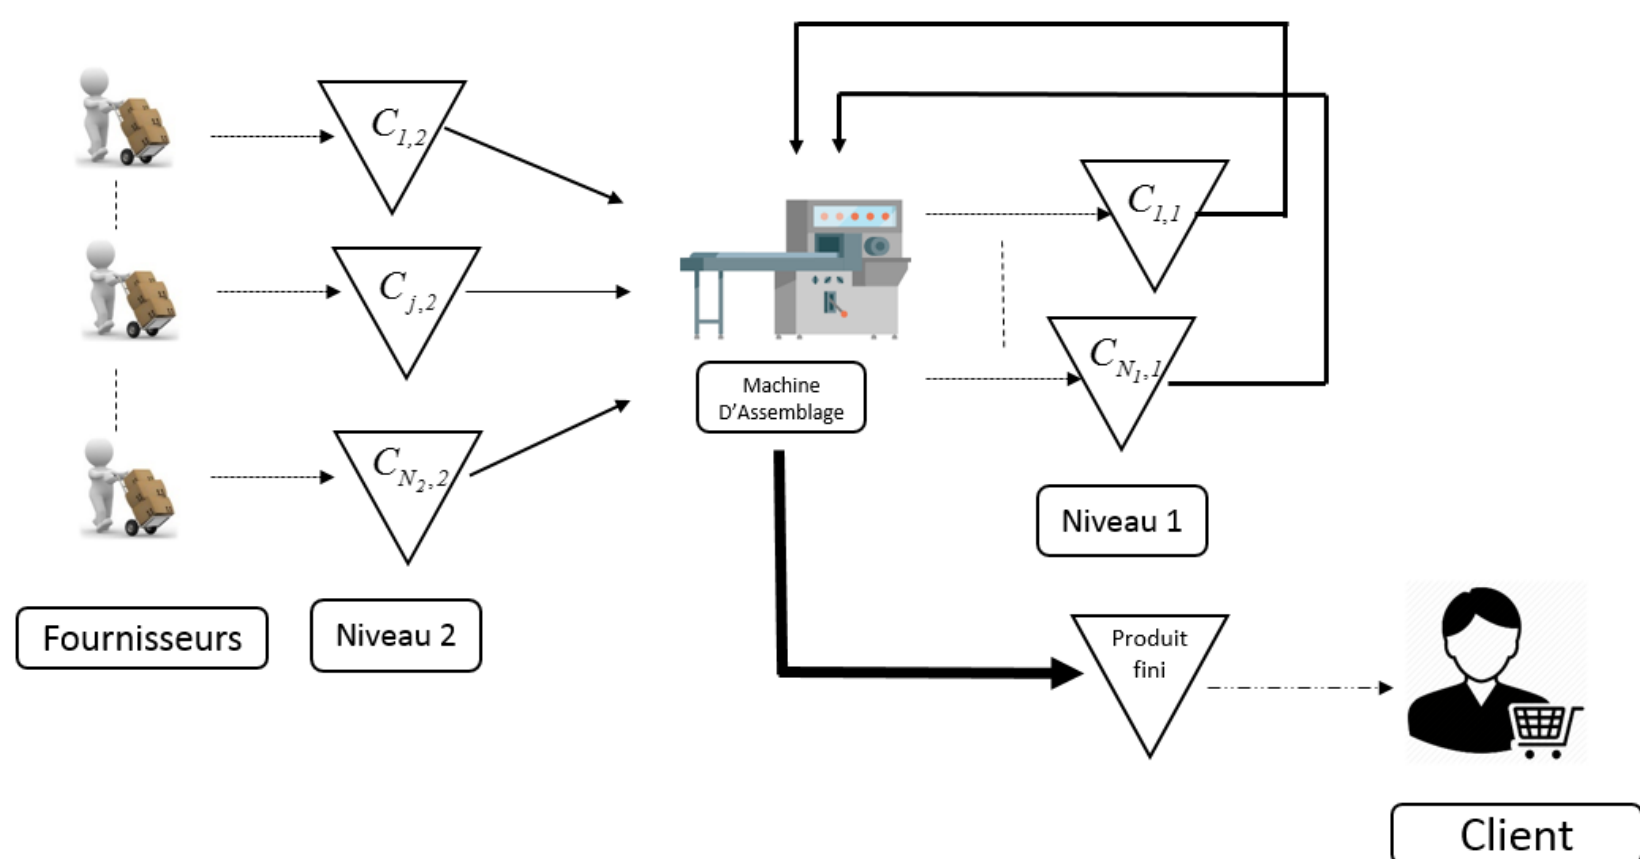 C1,2
Cj,2
CN2,2
Fournisseurs
Niveau 2
Machine
D'Assemblage
C1,1
CN1,1
Niveau 1
Produit
fini
Client